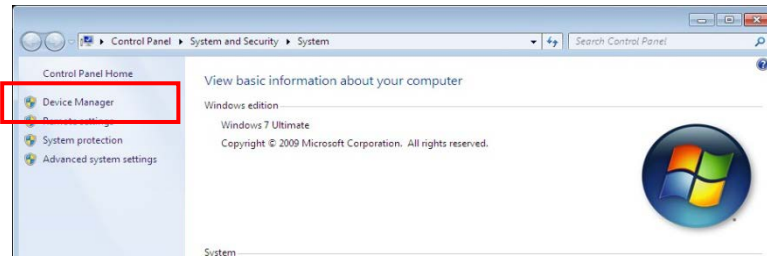 Control Panel ▸ System and Security ▸ System
Search Control Panel
Control Panel Home
Device Manager
Remote settings
System protection
Advanced system settings
View basic information about your computer
Windows edition
Windows 7 Ultimate
Copyright © 2009 Microsoft Corporation. All rights reserved.
System